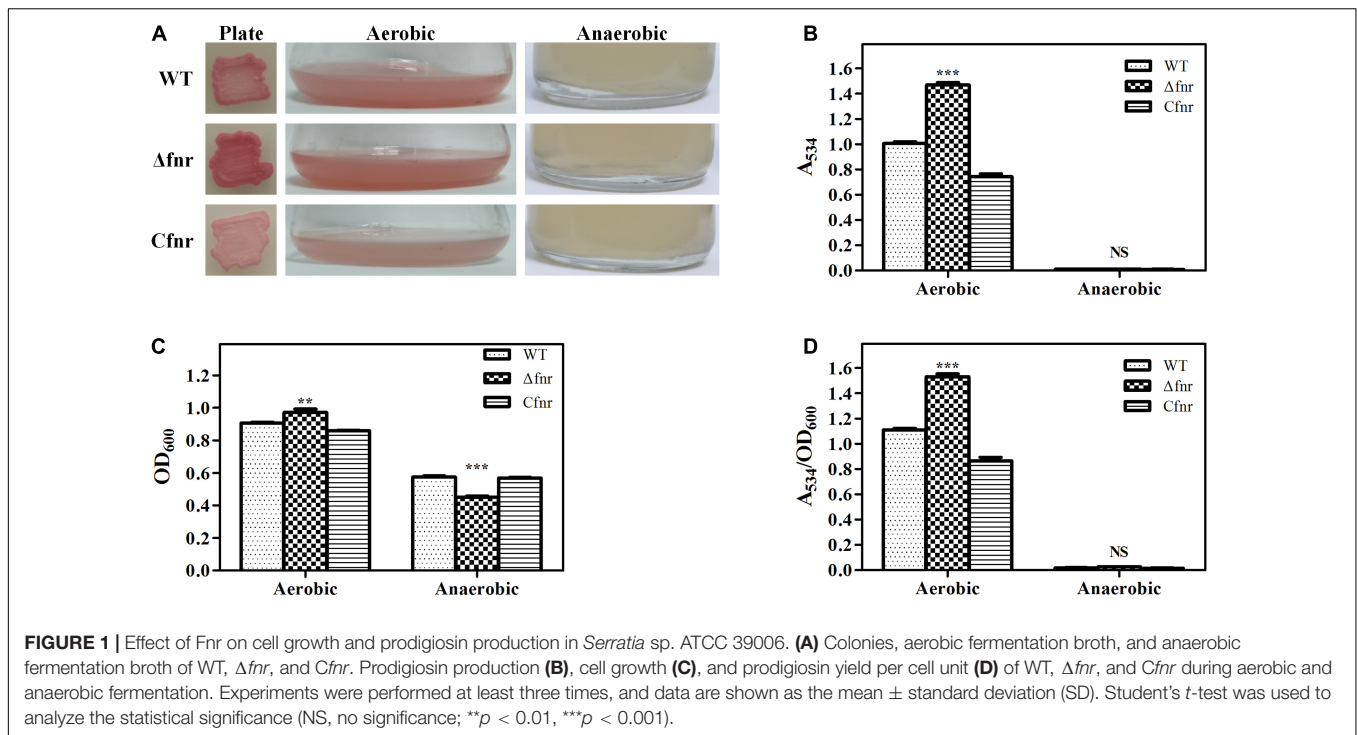 A
Plate Aerobic Anaerobic
WT
Δfnr
Cfnr
B
A534
1.6
1.4
1.2
1.0
0.8
0.6
0.4
0.2
0.0
***
NS
WT
Δfnr
Cfnr
Aerobic Anaerobic
C
OD600
1.2
1.0
0.8
0.6
0.4
0.2
0.0
**
***
WT
Δfnr
Cfnr
Aerobic Anaerobic
D
A534/OD600
1.6
1.4
1.2
1.0
0.8
0.6
0.4
0.2
0.0
***
NS
WT
Δfnr
Cfnr
Aerobic Anaerobic
FIGURE 1 | Effect of Fnr on cell growth and prodigiosin production in Serratia sp. ATCC 39006. (A) Colonies, aerobic fermentation broth, and anaerobic
fermentation broth of WT, Δfnr, and Cfnr. Prodigiosin production (B), cell growth (C), and prodigiosin yield per cell unit (D) of WT, Δfnr, and Cfnr during aerobic and
anaerobic fermentation. Experiments were performed at least three times, and data are shown as the mean ± standard deviation (SD). Student's t-test was used to
analyze the statistical significance (NS, no significance; **p < 0.01, ***p < 0.001).